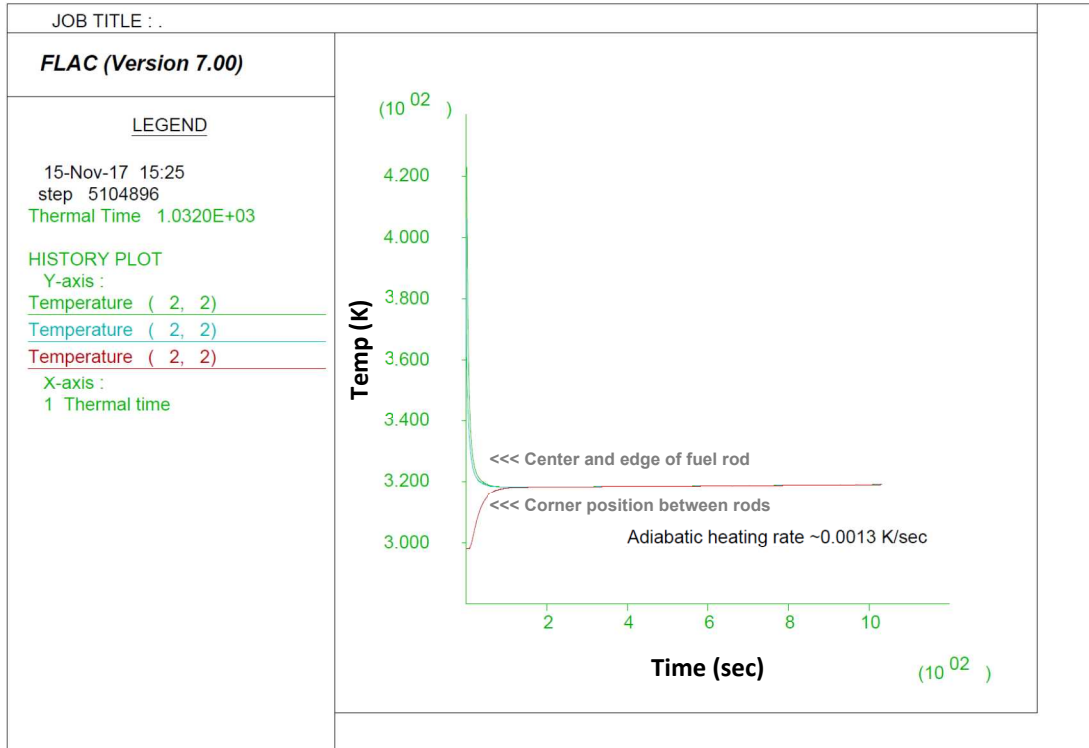 JOB TITLE : .
FLAC (Version 7.00)
LEGEND
15-Nov-17 15:25
step 5104896
Thermal Time 1.0320E+03
HISTORY PLOT
Y-axis :
Temperature ( 2, 2)
Temperature ( 2, 2)
Temperature ( 2, 2)
X-axis :
1 Thermal time
(10 02 )
4.200
4.000
3.800
3.600
3.400
3.200
3.000
Temp (K)
<<< Center and edge of fuel rod
<<< Corner position between rods
Adiabatic heating rate ~0.0013 K/sec
2 4 6 8 10
Time (sec)
(10 02 )